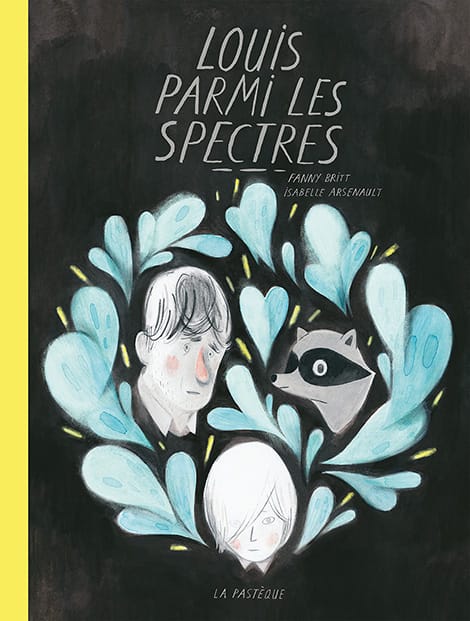 LOUIS
PARMI LES
SPECTRES
FANNY BRITT
ISABELLE ARSENAULT
LA PASTÈQUE